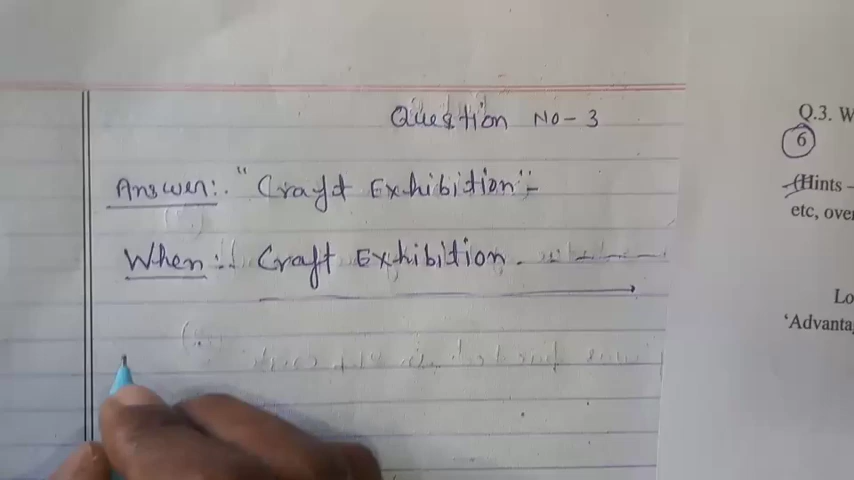 Question NO-3
Answer:- "Craft Exhibition":-
When:- Craft Exhibition.
Q.3. W
6
(Hints -
etc, over
Lo
'Advanta